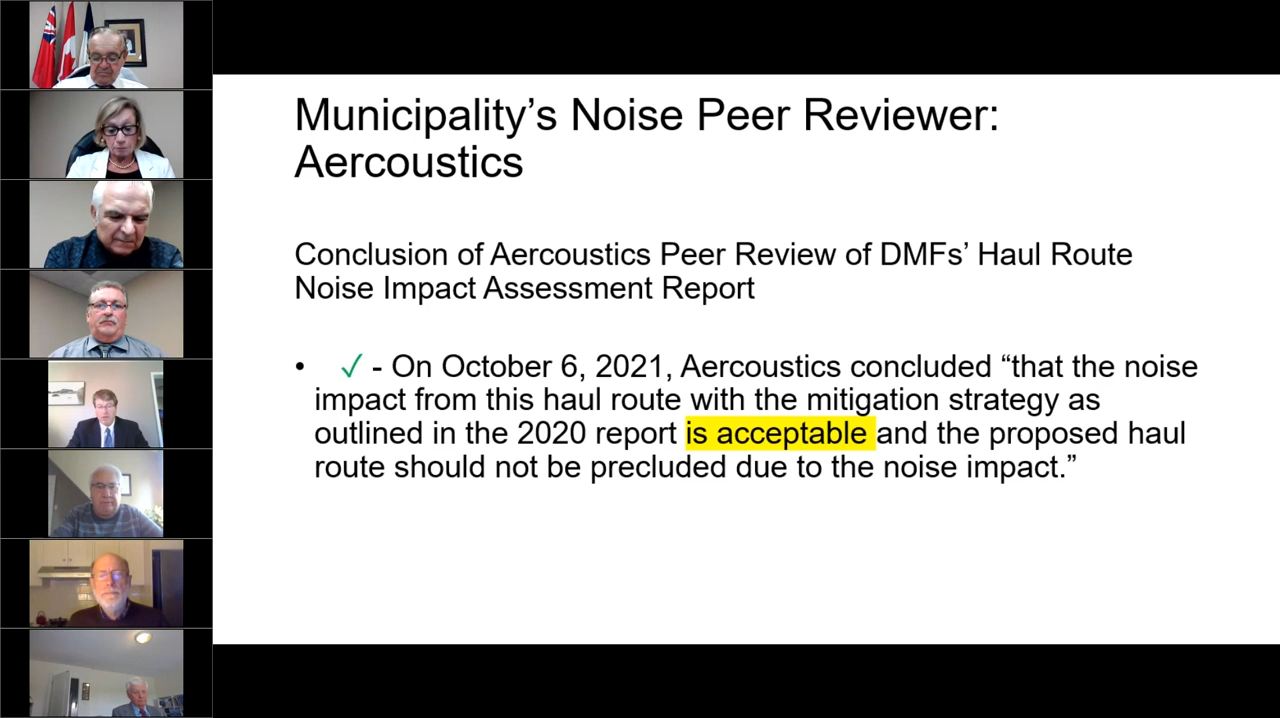 Municipality’s Noise Peer Reviewer:
Aercoustics
Conclusion of Aercoustics Peer Review of DMFs’ Haul Route
Noise Impact Assessment Report
• ✓ - On October 6, 2021, Aercoustics concluded “that the noise
impact from this haul route with the mitigation strategy as
outlined in the 2020 report is acceptable and the proposed haul
route should not be precluded due to the noise impact.”